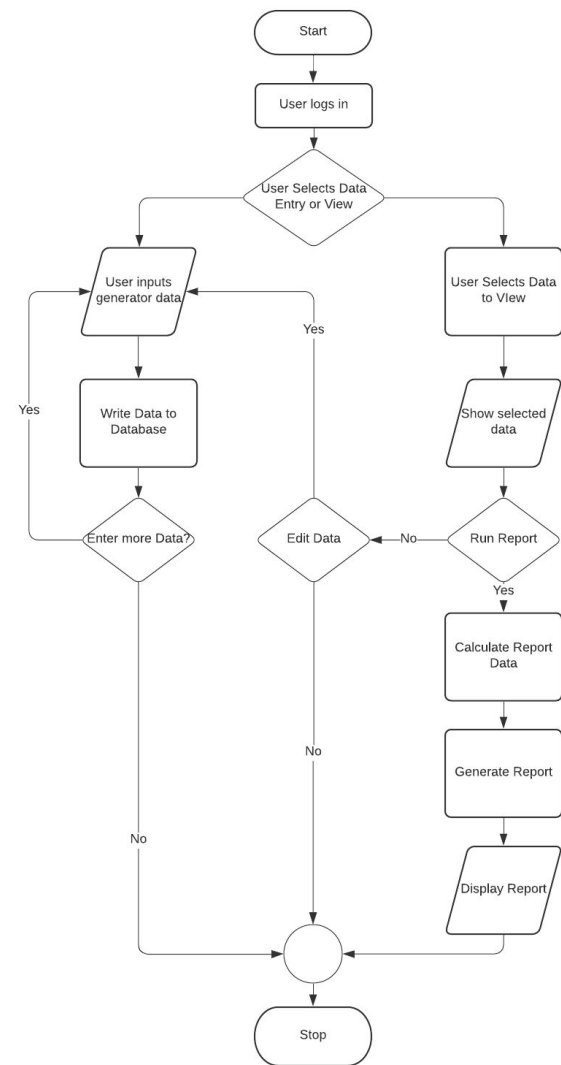 Start
User logs in
User Selects Data
Entry or View
User inputs
generator data
User Selects Data
to VIew
Yes
Yes
Write Data to
Database
Show selected
data
Enter more Data?
Edit Data
No
Run Report
Yes
Calculate Report
Data
No
Generate Report
No
Display Report
Stop